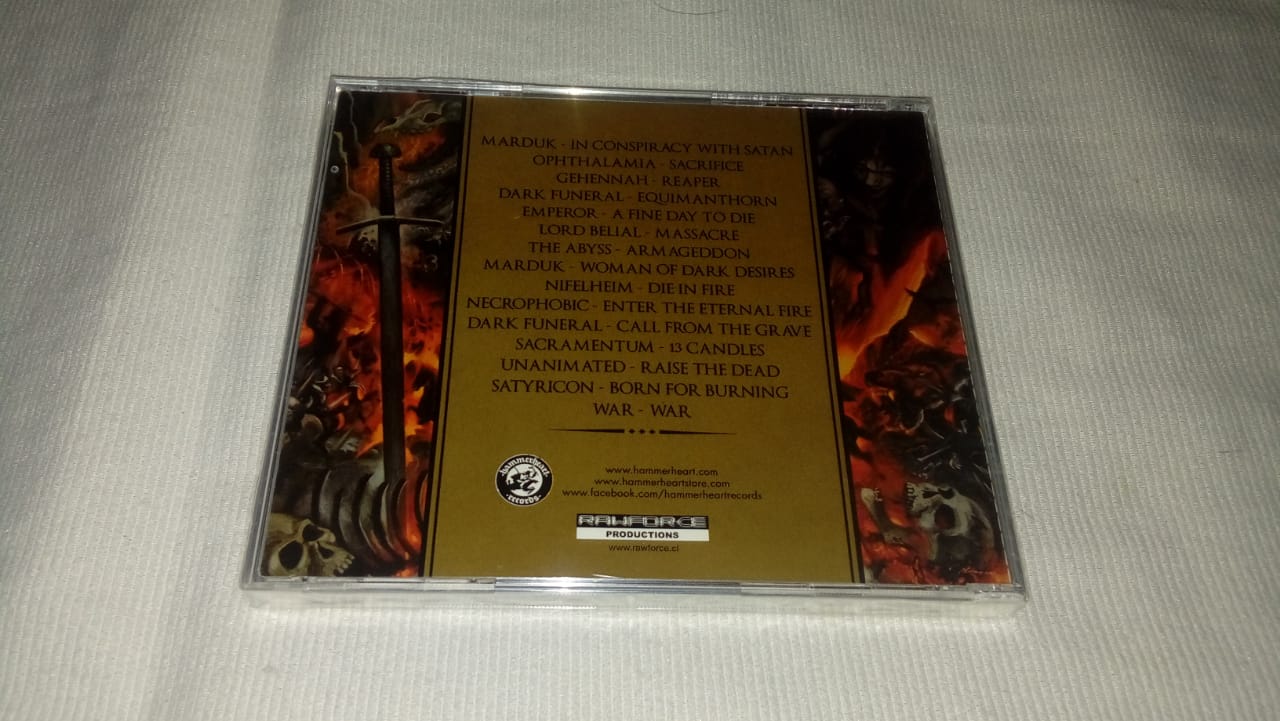 MARDUK - IN CONSPIRACY WITH SATAN
OPHTHALAMIA - SACRIFICE
GEHENNAH - REAPER
DARK FUNERAL - EQUIMANTHORN
EMPEROR - A FINE DAY TO DIE
LORD BELIAL - MASSACRE
THE ABYSS - ARMAGEDDON
MARDUK - WOMAN OF DARK DESIRES
NIFELHEIM - DIE IN FIRE
NECROPHOBIC - ENTER THE ETERNAL FIRE
DARK FUNERAL - CALL FROM THE GRAVE
SACRAMENTUM - 13 CANDLES
UNANIMATED - RAISE THE DEAD
SATYRICON - BORN FOR BURNING
WAR - WAR
hammerheart
records
www.hammerheart.com
www.hammerheartstore.com
www.facebook.com/hammerheartrecords
RAWFORCE
PRODUCTIONS
www.rawforce.cl